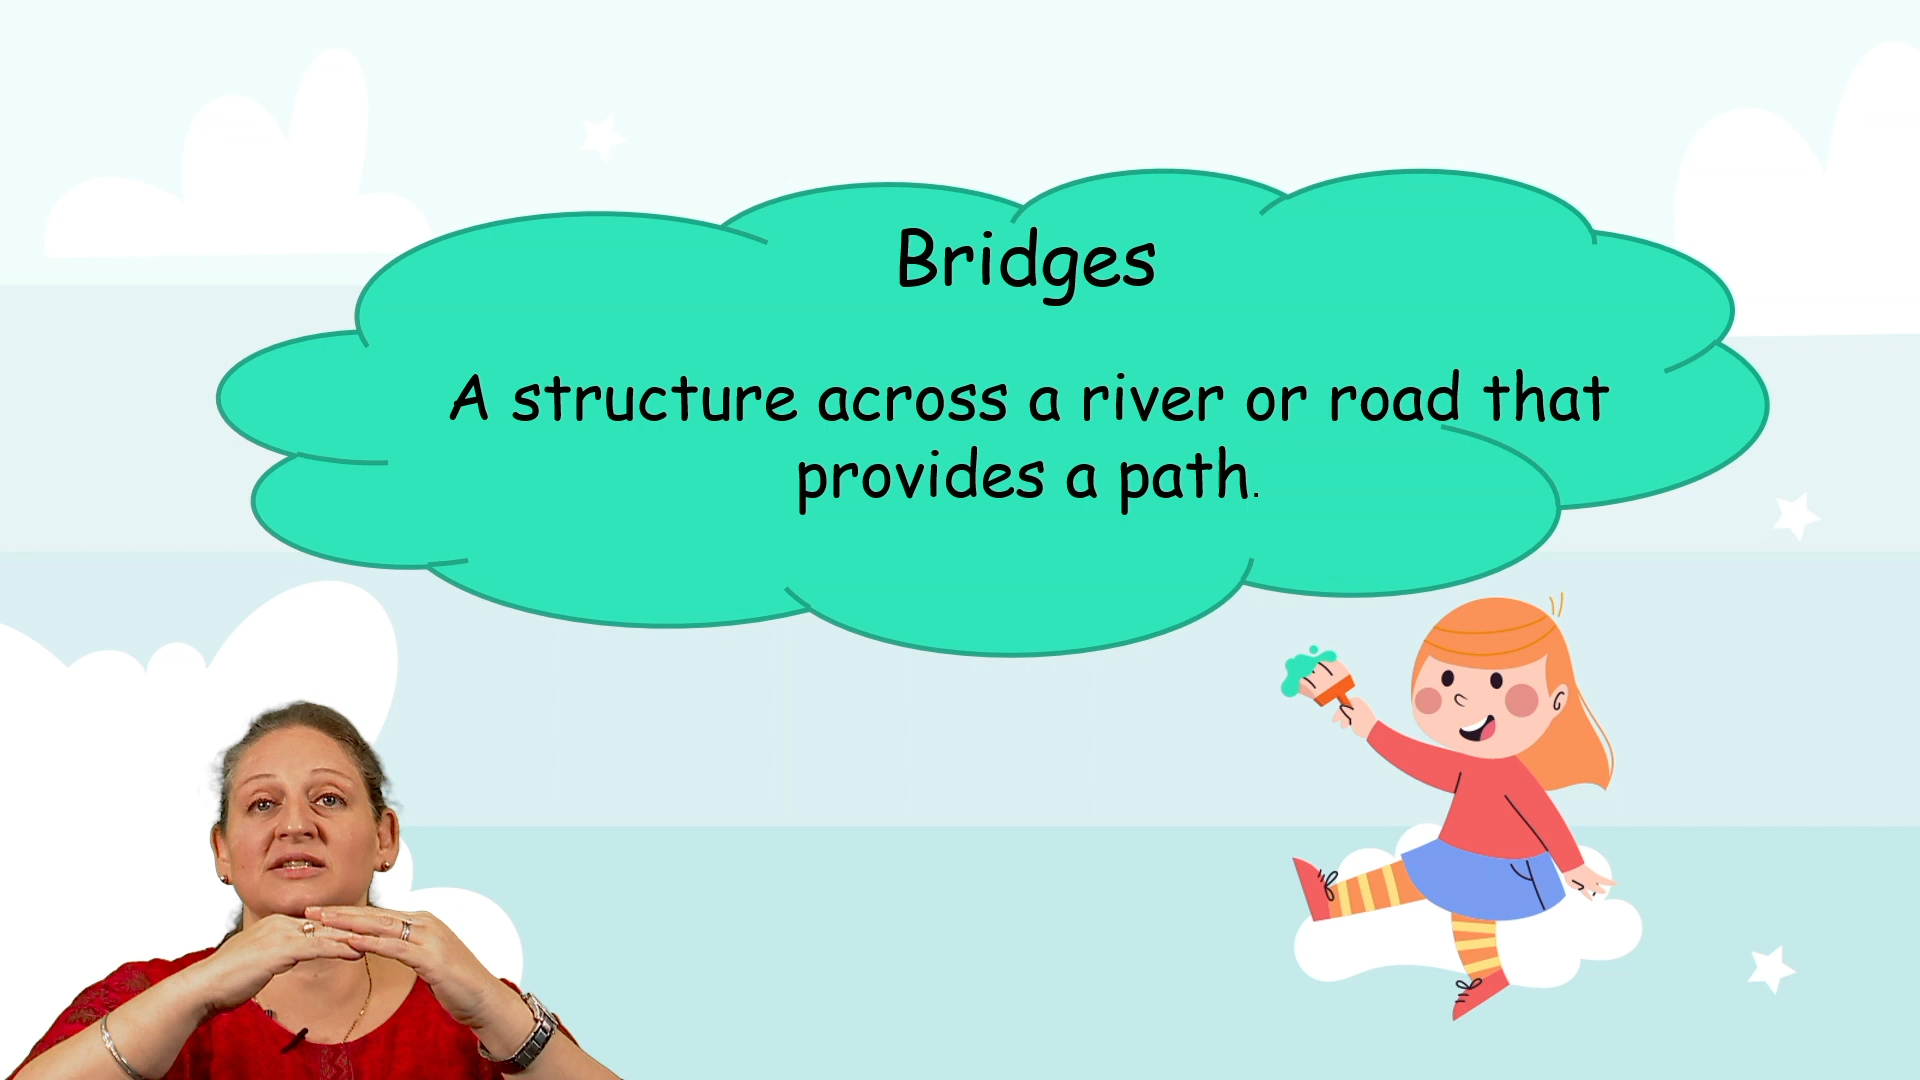 Bridges
A structure across a river or road that
provides a path.